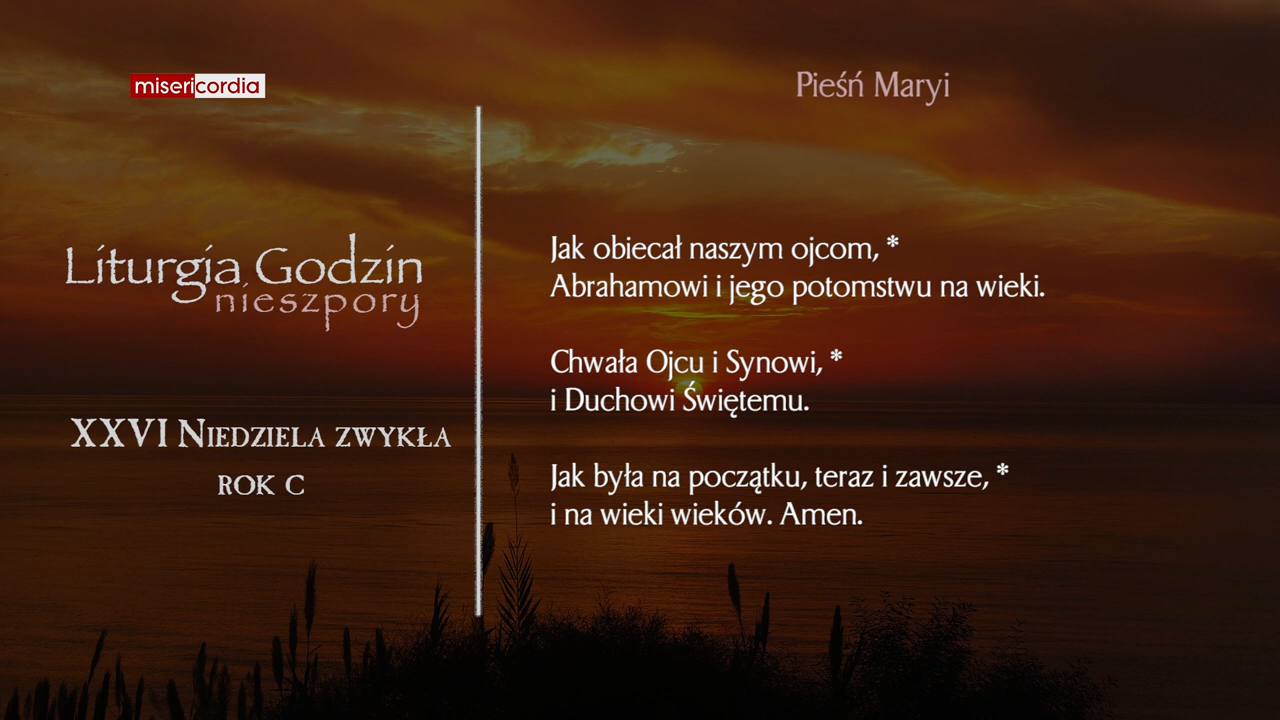 misericordia
Liturgia Godzin
nieszpory
XXVI Niedziela zwykła
rok C
Pieśń Maryi
Jak obiecał naszym ojcom, *
Abrahamowi i jego potomstwu na wieki.
Chwała Ojcu i Synowi, *
i Duchowi Świętemu.
Jak była na początku, teraz i zawsze, *
i na wieki wieków. Amen.